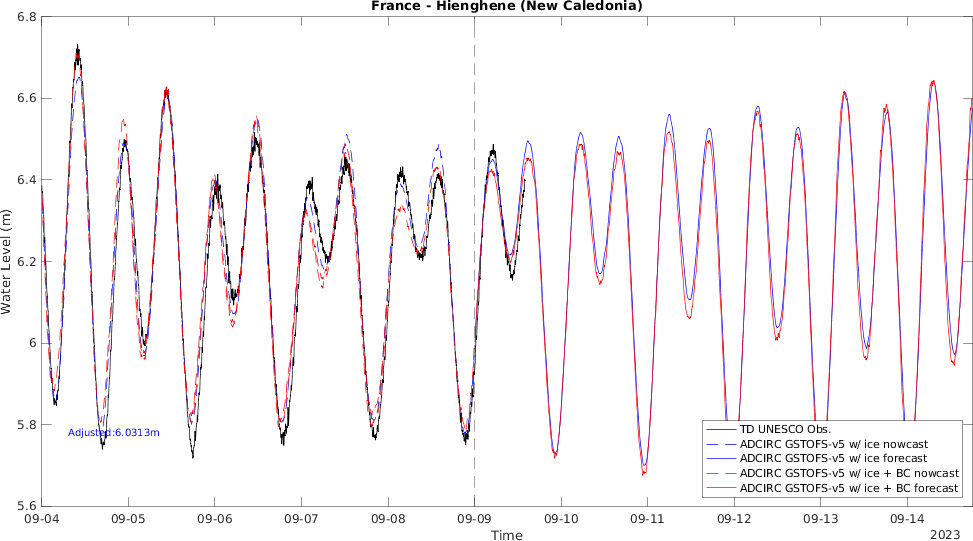 France - Hienghene (New Caledonia)
6.8
6.6
6.4
6.2
6
5.8
5.6
Water Level (m)
Adjusted:6.0313m
TD UNESCO Obs.
ADCIRC GSTOFS-v5 w/ ice nowcast
ADCIRC GSTOFS-v5 w/ ice forecast
ADCIRC GSTOFS-v5 w/ ice + BC nowcast
ADCIRC GSTOFS-v5 w/ ice + BC forecast
09-04 09-05 09-06 09-07 09-08 09-09 09-10 09-11 09-12 09-13 09-14
Time
2023